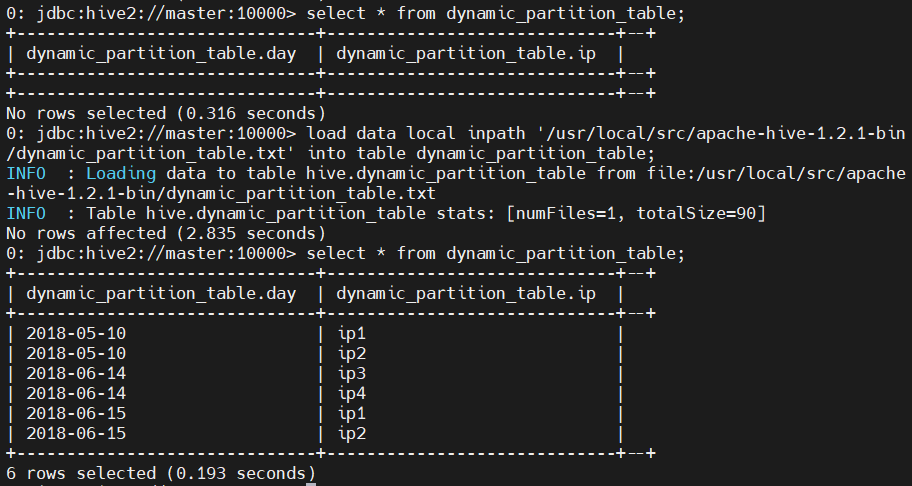 0: jdbc:hive2://master:10000> select * from dynamic_partition_table;
+------------------------------+-----------------------------+--+
| dynamic_partition_table.day  | dynamic_partition_table.ip  |
+------------------------------+-----------------------------+--+
+------------------------------+-----------------------------+--+
No rows selected (0.316 seconds)
0: jdbc:hive2://master:10000> load data local inpath '/usr/local/src/apache-hive-1.2.1-bin
/dynamic_partition_table.txt' into table dynamic_partition_table;
INFO  : Loading data to table hive.dynamic_partition_table from file:/usr/local/src/apache
-hive-1.2.1-bin/dynamic_partition_table.txt
INFO  : Table hive.dynamic_partition_table stats: [numFiles=1, totalSize=90]
No rows affected (2.835 seconds)
0: jdbc:hive2://master:10000> select * from dynamic_partition_table;
+------------------------------+-----------------------------+--+
| dynamic_partition_table.day  | dynamic_partition_table.ip  |
+------------------------------+-----------------------------+--+
| 2018-05-10                   | ip1                         |
| 2018-05-10                   | ip2                         |
| 2018-06-14                   | ip3                         |
| 2018-06-14                   | ip4                         |
| 2018-06-15                   | ip1                         |
| 2018-06-15                   | ip2                         |
+------------------------------+-----------------------------+--+
6 rows selected (0.193 seconds)